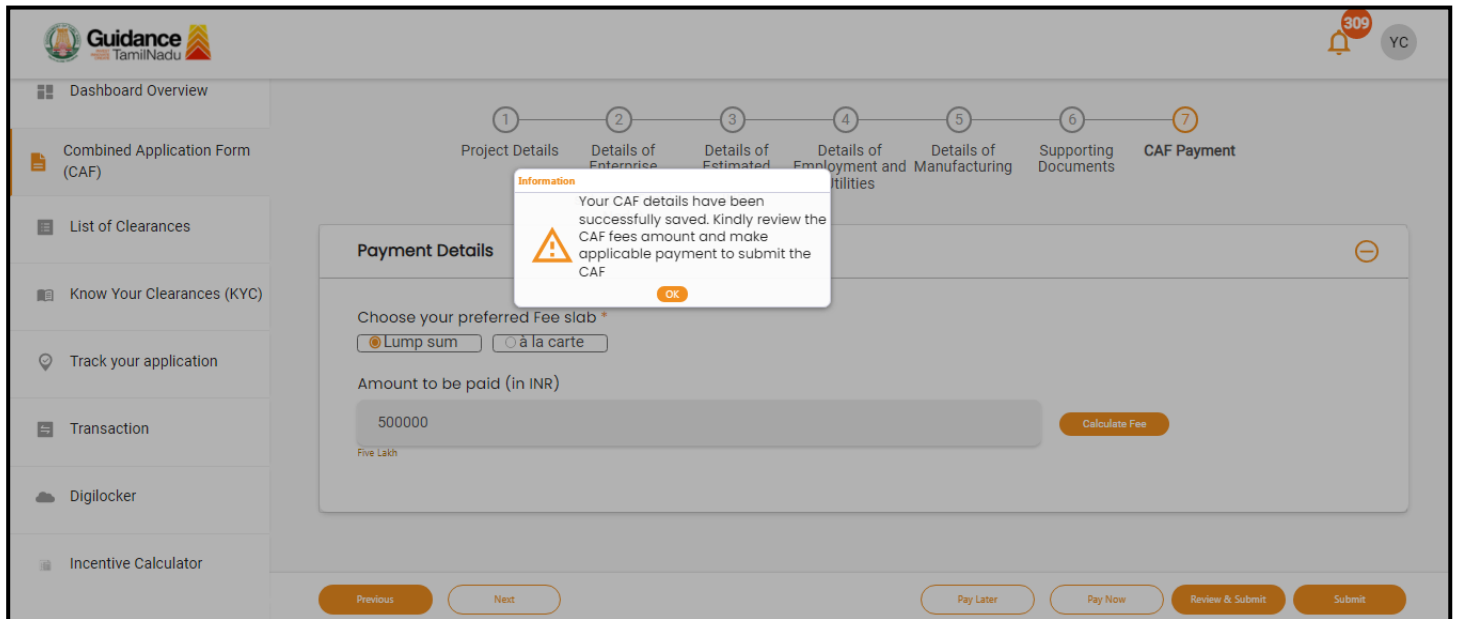 Guidance
TamilNadu
309
YC
Dashboard Overview
Combined Application Form
(CAF)
List of Clearances
Know Your Clearances (KYC)
Track your application
Transaction
Digilocker
Incentive Calculator
1
2
3
4
5
6
7
Project Details
Details of
Enterprise
Details of
Estimated
Details of
Employment and
Utilities
Details of
Manufacturing
Supporting
Documents
CAF Payment
Information
Your CAF details have been
successfully saved. Kindly review the
CAF fees amount and make
applicable payment to submit the
CAF
OK
Payment Details
Choose your preferred Fee slab *
Lump sum
à la carte
Amount to be paid (in INR)
500000
Calculate Fee
Five Lakh
Previous
Next
Pay Later
Pay Now
Review & Submit
Submit